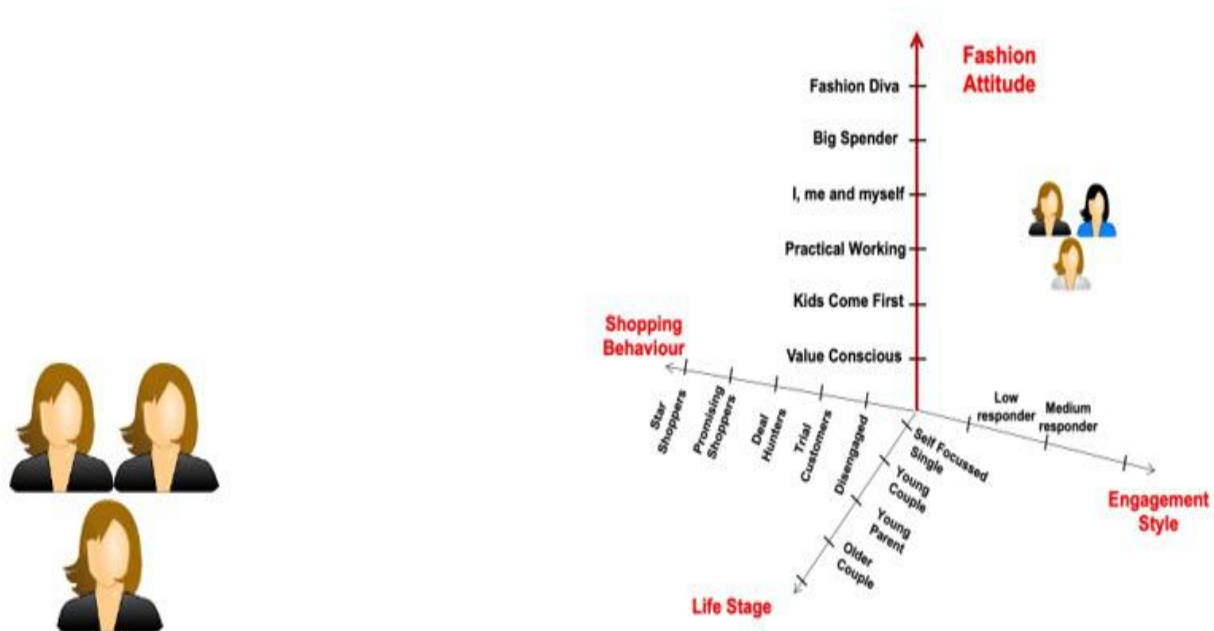 Fashion
Attitude
Fashion Diva
Big Spender
I, me and myself
Practical Working
Kids Come First
Value Conscious
Shopping
Behaviour
Star
Shoppers
Promising
Shoppers
Deal
Hunters
Trial
Customers
Disengaged
Self Focussed
Single
Young
Couple
Young
Parent
Older
Couple
Life Stage
Low
responder
Medium
responder
Engagement
Style